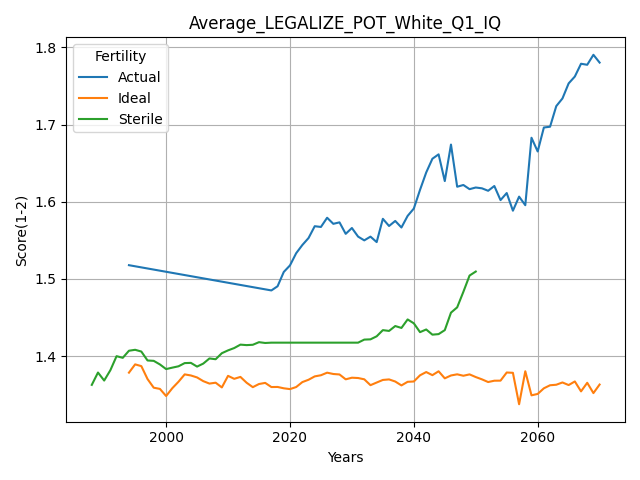 Average_LEGALIZE_POT_White_Q1_IQ
Fertility
Actual
Ideal
Sterile
Score(1-2)
1.8
1.7
1.6
1.5
1.4
2000
2020
2040
2060
Years